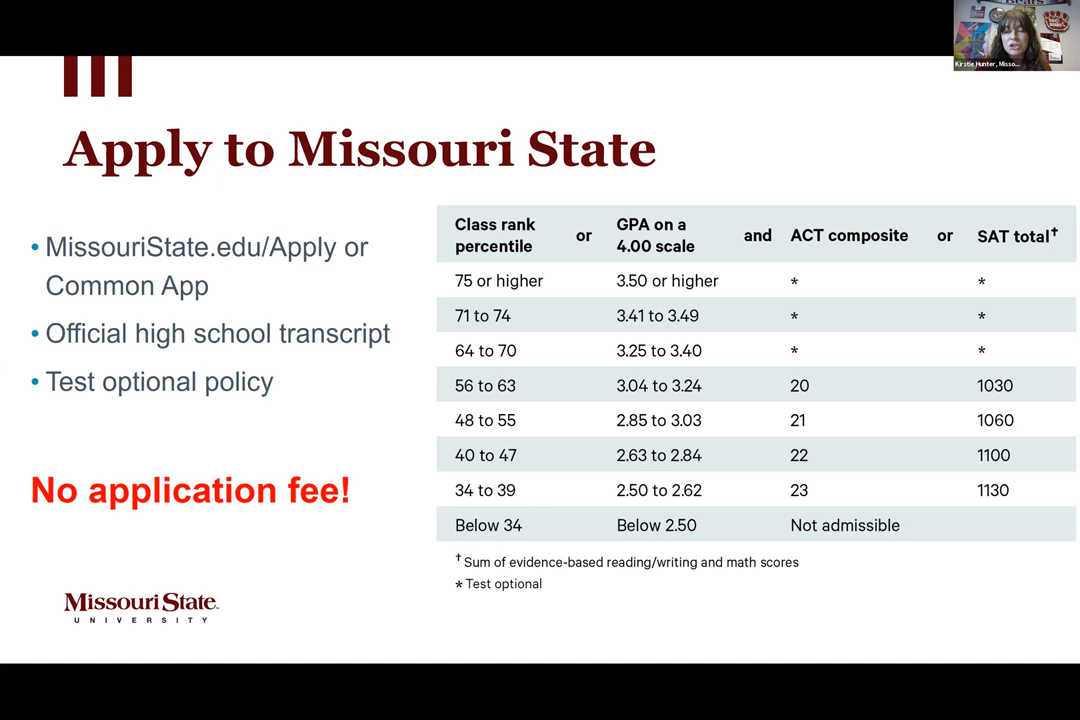 Kirstie Hunter, Misso...
Apply to Missouri State
• MissouriState.edu/Apply or
Common App
• Official high school transcript
• Test optional policy
No application fee!
Missouri State™
UNIVERSITY
Class rank percentile or GPA on a 4.00 scale and ACT composite or SAT total†
75 or higher 3.50 or higher * *
71 to 74 3.41 to 3.49 * *
64 to 70 3.25 to 3.40 * *
56 to 63 3.04 to 3.24 20 1030
48 to 55 2.85 to 3.03 21 1060
40 to 47 2.63 to 2.84 22 1100
34 to 39 2.50 to 2.62 23 1130
Below 34 Below 2.50 Not admissible
† Sum of evidence-based reading/writing and math scores
* Test optional